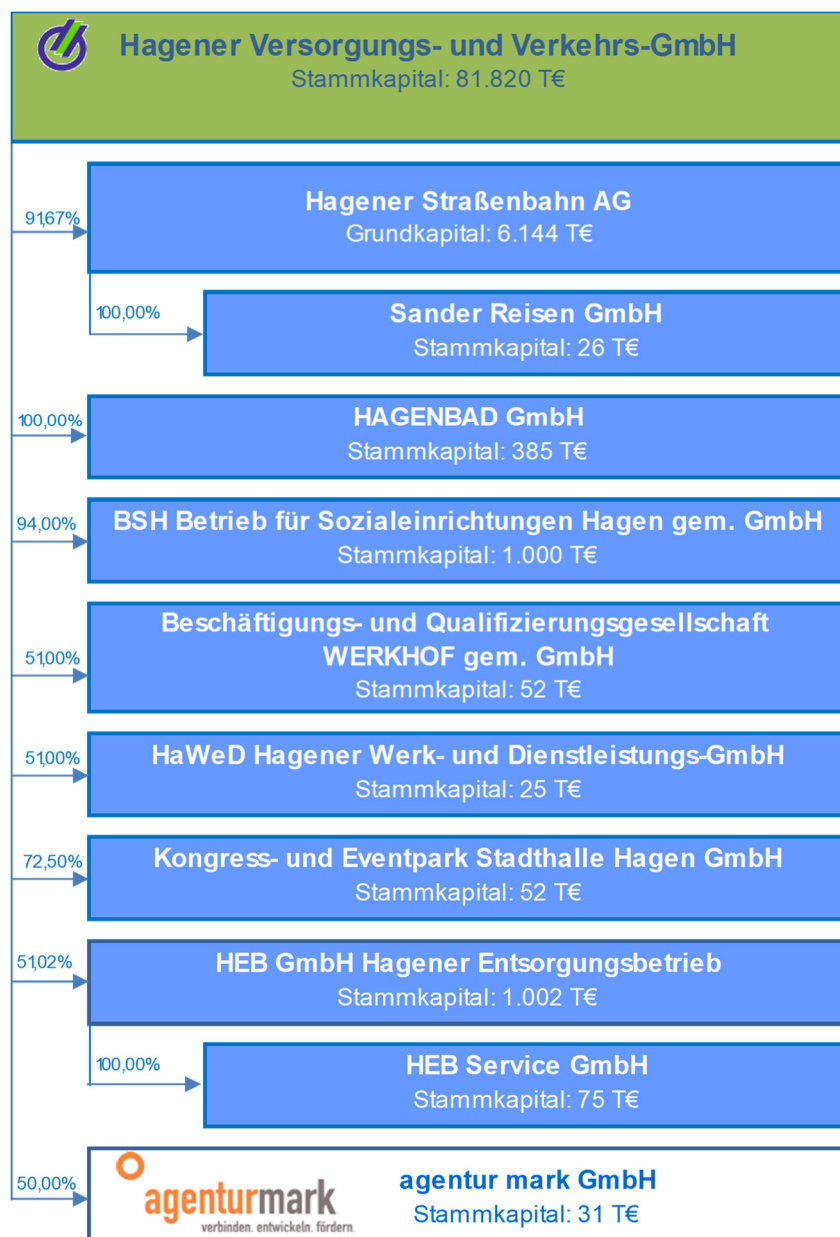 Hagener Versorgungs- und Verkehrs-GmbH
Stammkapital: 81.820 T€
91,67%
Hagener Straßenbahn AG
Grundkapital: 6.144 T€
100,00%
Sander Reisen GmbH
Stammkapital: 26 T€
100,00%
HAGENBAD GmbH
Stammkapital: 385 T€
94,00%
BSH Betrieb für Sozialeinrichtungen Hagen gem. GmbH
Stammkapital: 1.000 T€
51,00%
Beschäftigungs- und Qualifizierungsgesellschaft
WERKHOF gem. GmbH
Stammkapital: 52 T€
51,00%
HaWeD Hagener Werk- und Dienstleistungs-GmbH
Stammkapital: 25 T€
72,50%
Kongress- und Eventpark Stadthalle Hagen GmbH
Stammkapital: 52 T€
51,02%
HEB GmbH Hagener Entsorgungsbetrieb
Stammkapital: 1.002 T€
100,00%
HEB Service GmbH
Stammkapital: 75 T€
50,00%
agenturmark
verbinden. entwickeln. fördern.
agentur mark GmbH
Stammkapital: 31 T€